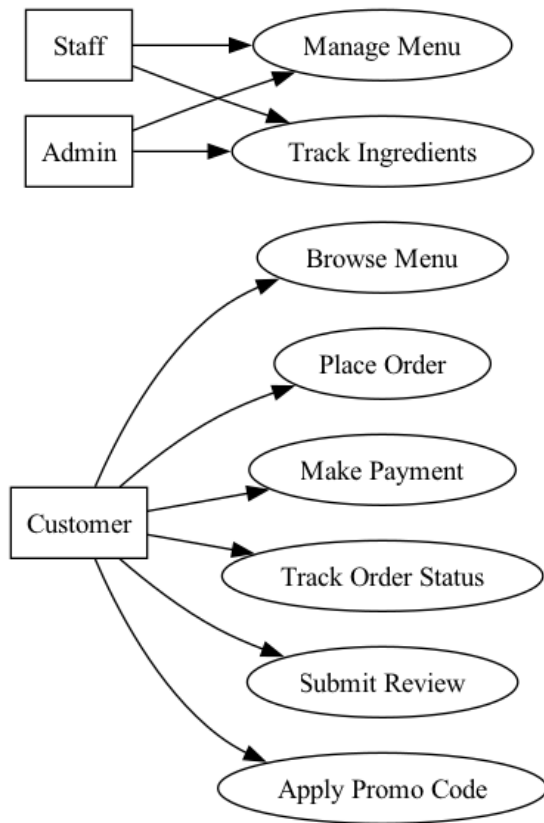 Staff
Manage Menu
Admin
Track Ingredients
Browse Menu
Place Order
Make Payment
Customer
Track Order Status
Submit Review
Apply Promo Code